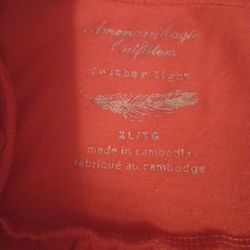 American Eagle
Outfitters
feather light
XL/TG
made in cambodia
fabriqué au cambodge